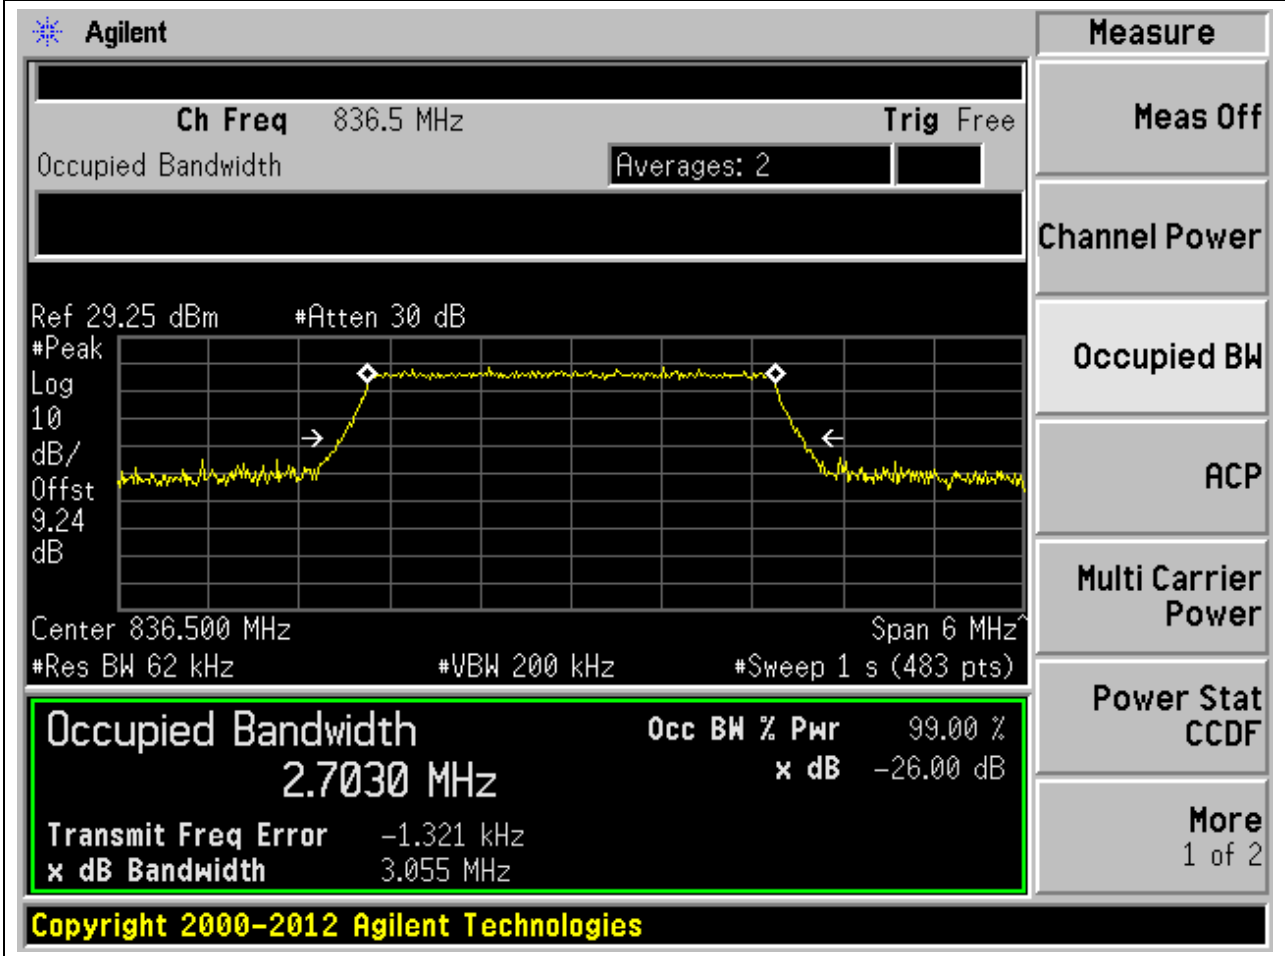 Agilent
Measure
Ch Freq 836.5 MHz Trig Free
Occupied Bandwidth Averages: 2
Meas Off
Channel Power
Occupied BW
ACP
Multi Carrier
Power
Power Stat
CCDF
More
1 of 2
Ref 29.25 dBm #Atten 30 dB
#Peak
Log
10
dB/
Offst
9.24
dB
Center 836.500 MHz Span 6 MHz^
#Res BW 62 kHz #VBW 200 kHz #Sweep 1 s (483 pts)
Occupied Bandwidth Occ BW % Pwr 99.00 %
2.7030 MHz x dB -26.00 dB
Transmit Freq Error -1.321 kHz
x dB Bandwidth 3.055 MHz
Copyright 2000-2012 Agilent Technologies